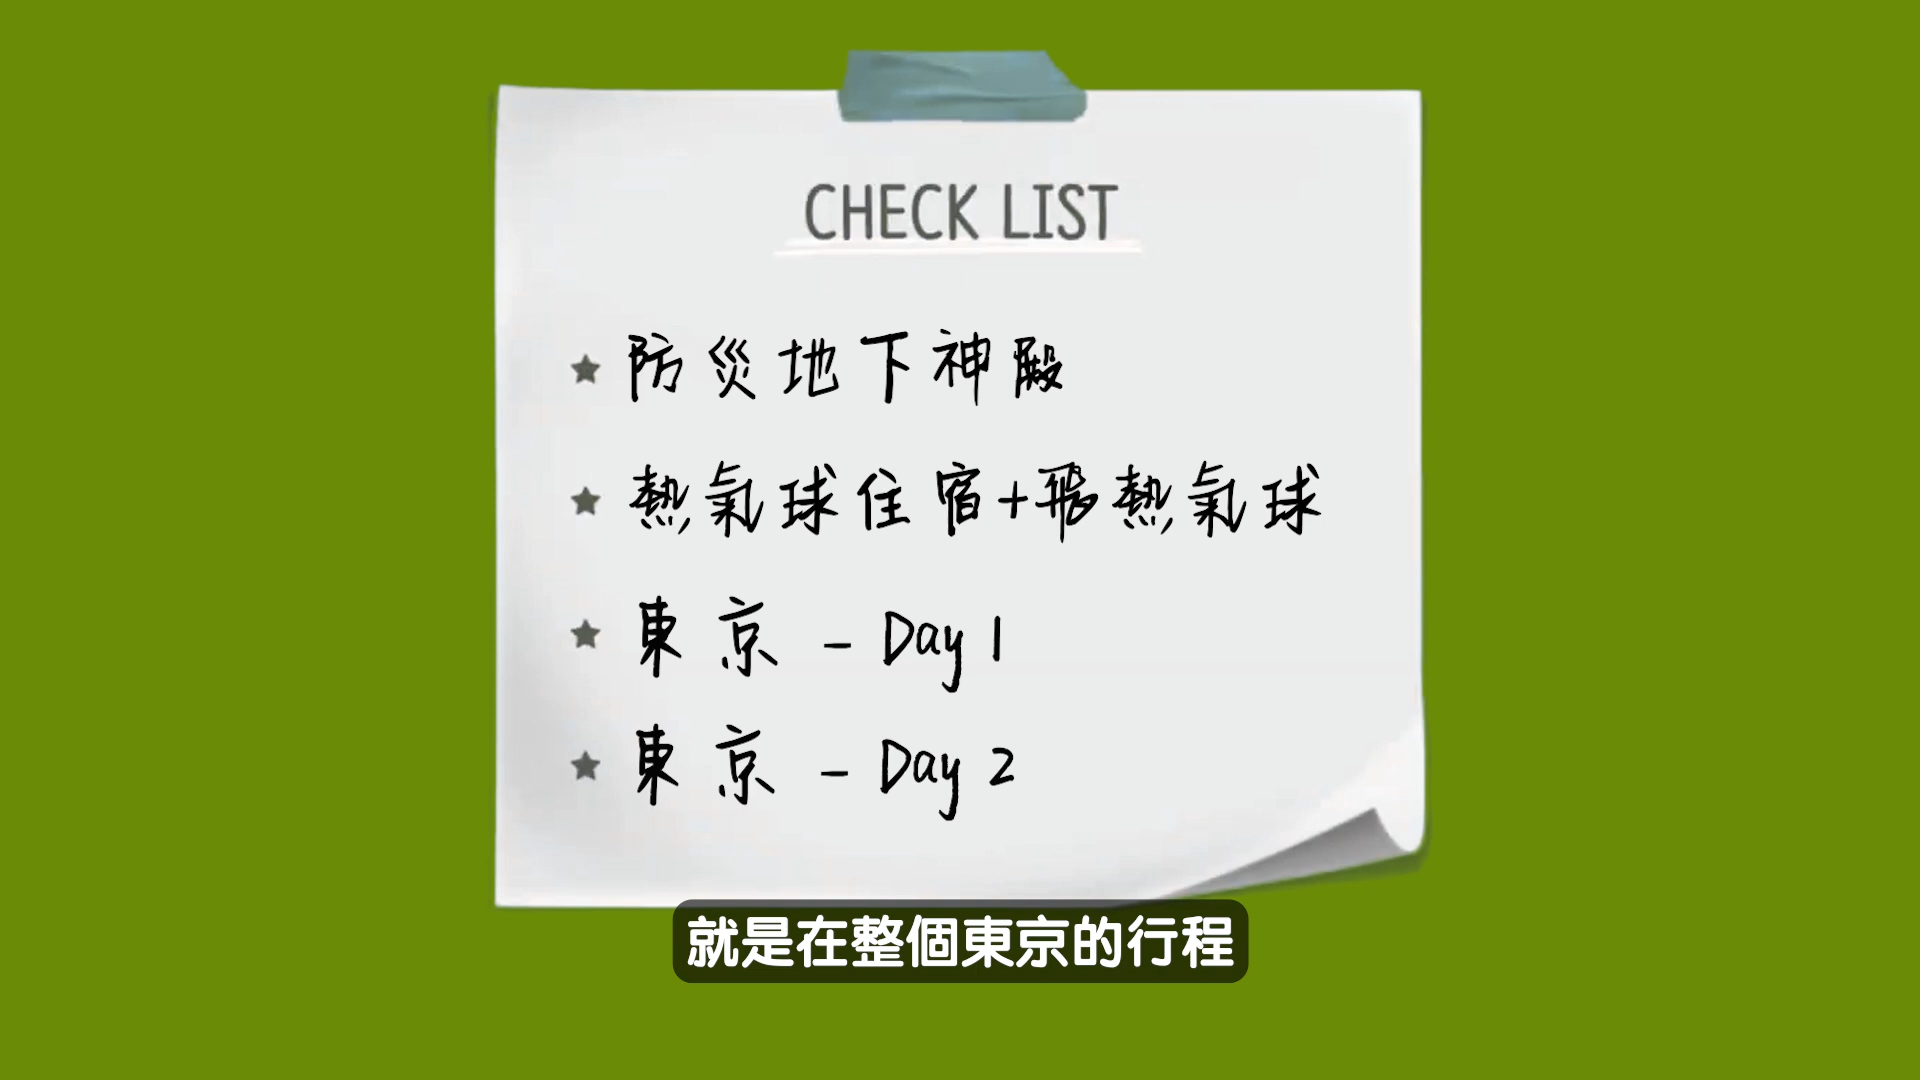 CHECK LIST
防災地下神殿
熱氣球住宿+飛熱氣球
東京 - Day 1
東京 - Day 2
就是在整個東京的行程